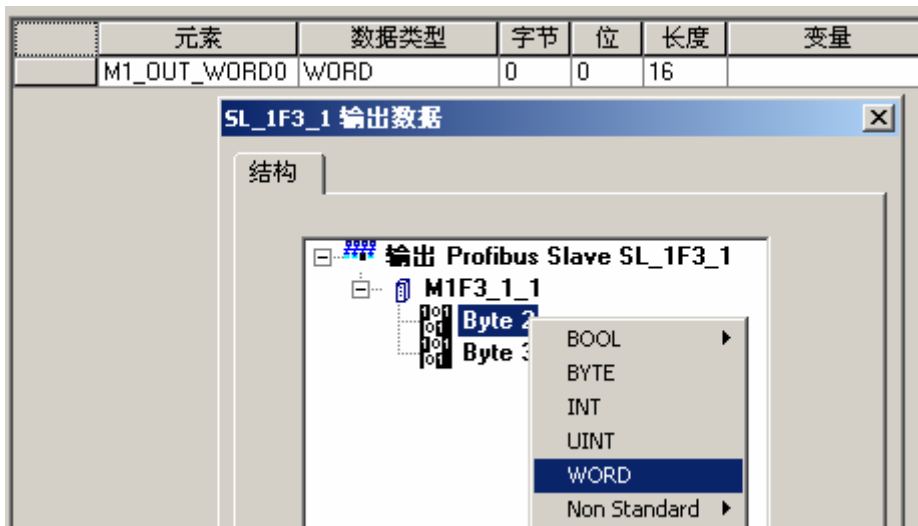 元素 数据类型 字节 位 长度 变量
M1_OUT_WORD0 WORD 0 0 16
SL_1F3_1 输出数据
结构
输出 Profibus Slave SL_1F3_1
M1F3_1_1
Byte 2
Byte 3
BOOL
BYTE
INT
UINT
WORD
Non Standard